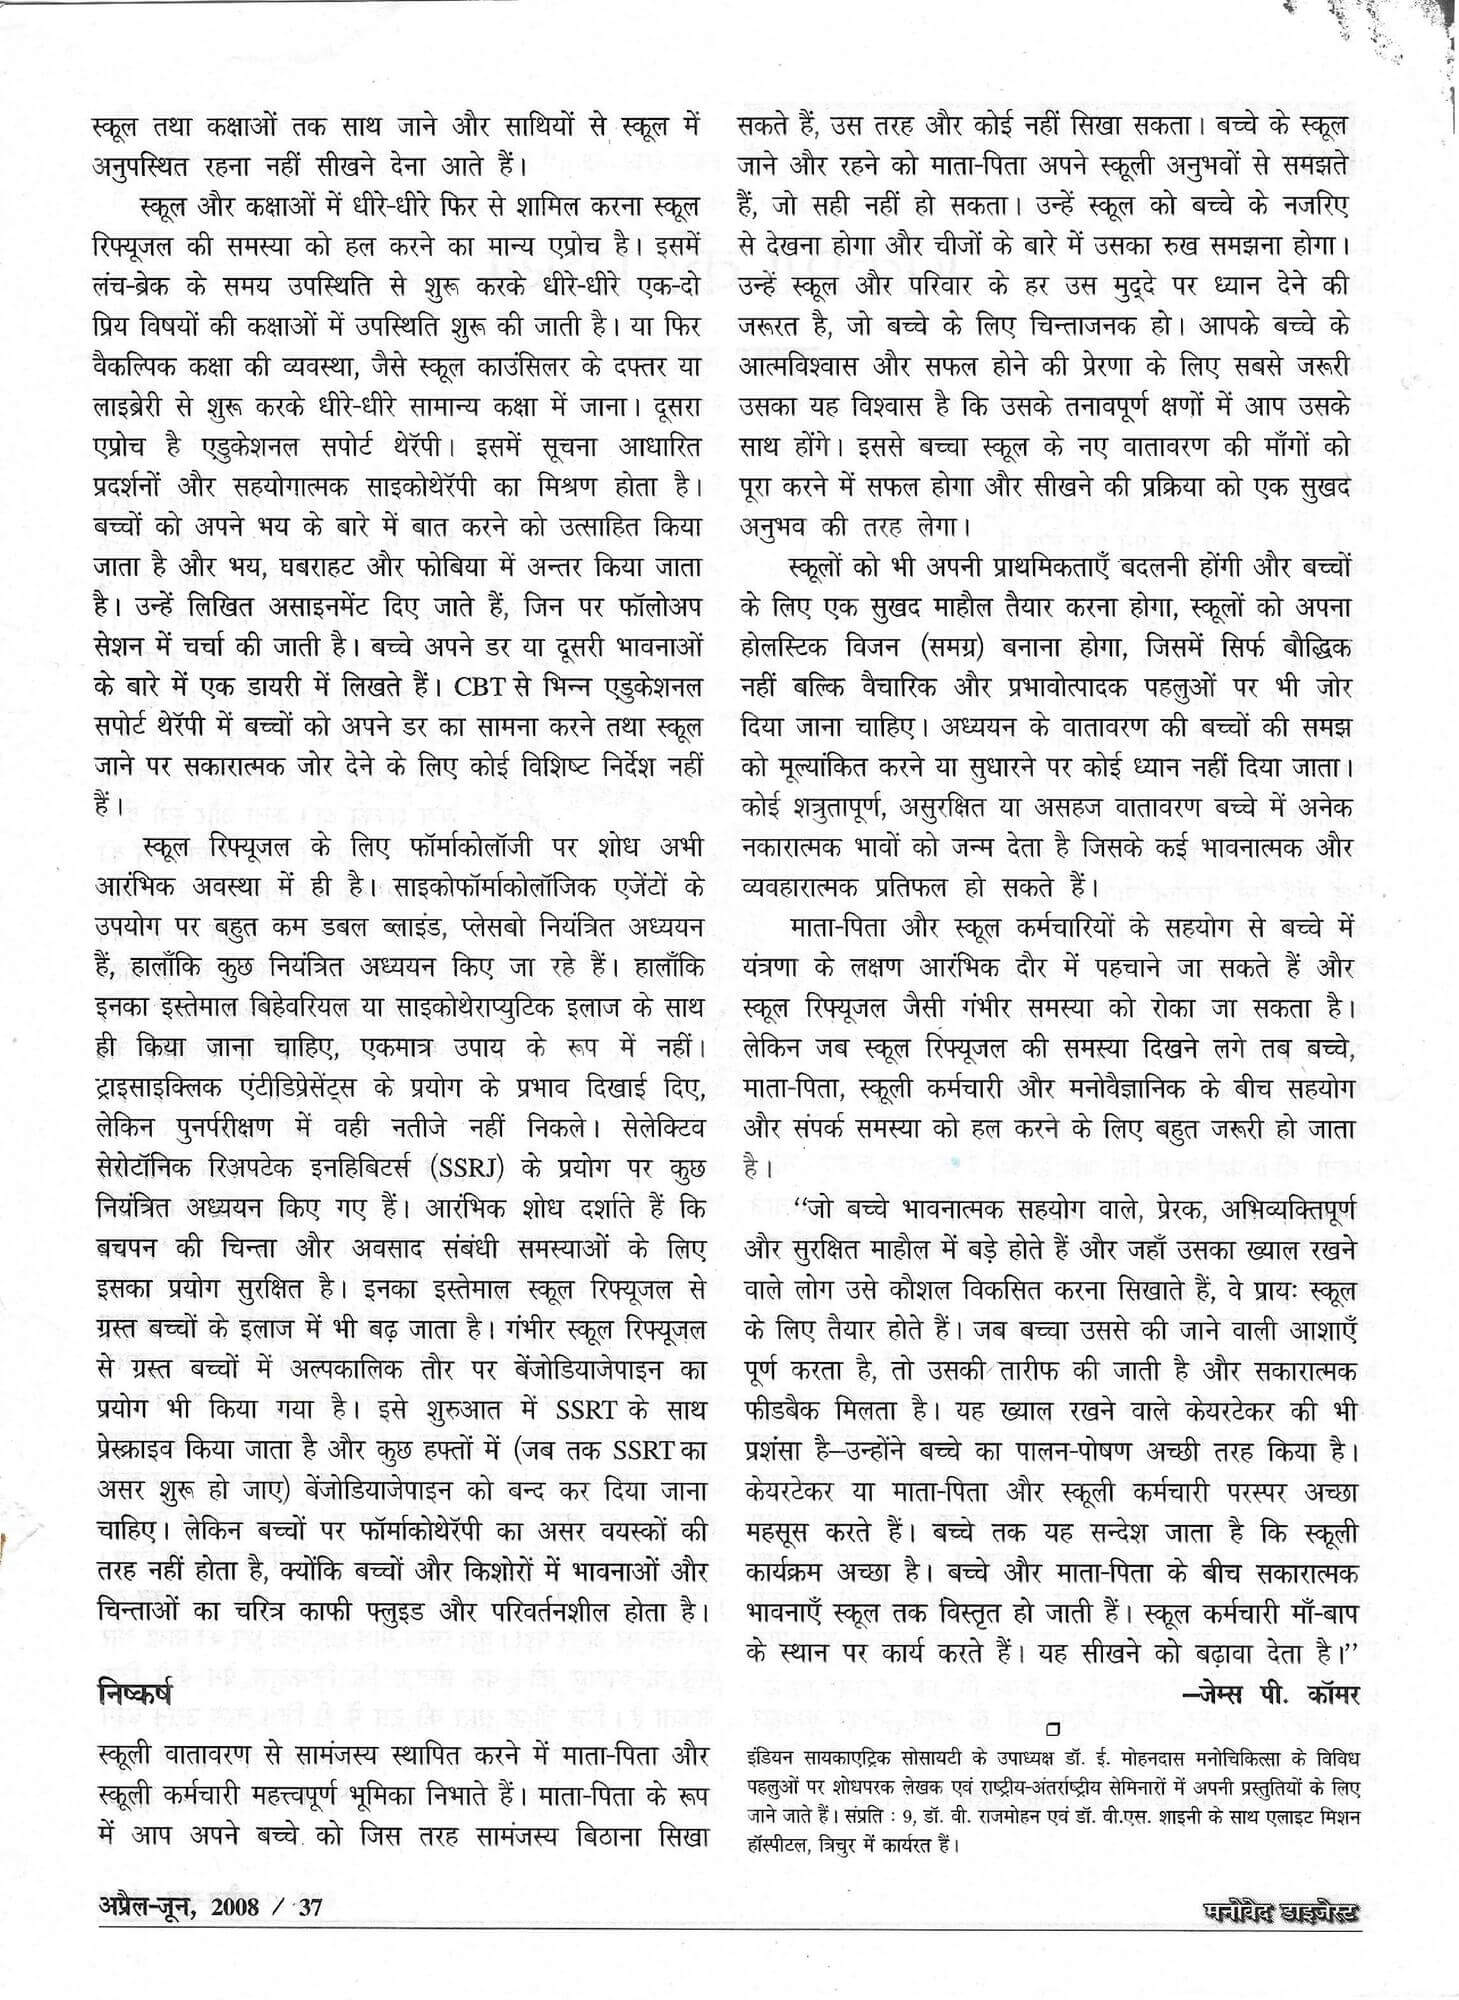 स्कूल तथा कक्षाओं तक साथ जाने और साथियों से स्कूल में
अनुपस्थित रहना नहीं सीखने देना आते हैं।
स्कूल और कक्षाओं में धीरे-धीरे फिर से शामिल करना स्कूल
रिफ्यूजल की समस्या को हल करने का मान्य एप्रोच है। इसमें
लंच-ब्रेक के समय उपस्थिति से शुरू करके धीरे-धीरे एक-दो
प्रिय विषयों की कक्षाओं में उपस्थिति शुरू की जाती है। या फिर
वैकल्पिक कक्षा की व्यवस्था, जैसे स्कूल काउंसिलर के दफ्तर या
लाइब्रेरी से शुरू करके धीरे-धीरे सामान्य कक्षा में जाना। दूसरा
एप्रोच है एडुकेशनल सपोर्ट थेरॅपी। इसमें सूचना आधारित
प्रदर्शनों और सहयोगात्मक साइकोथेरॅपी का मिश्रण होता है।
बच्चों को अपने भय के बारे में बात करने को उत्साहित किया
जाता है और भय, घबराहट और फोबिया में अन्तर किया जाता
है। उन्हें लिखित असाइनमेंट दिए जाते हैं, जिन पर फॉलोअप
सेशन में चर्चा की जाती है। बच्चे अपने डर या दूसरी भावनाओं
के बारे में एक डायरी में लिखते हैं। CBT से भिन्न एडुकेशनल
सपोर्ट थेरॅपी में बच्चों को अपने डर का सामना करने तथा स्कूल
जाने पर सकारात्मक जोर देने के लिए कोई विशिष्ट निर्देश नहीं
हैं।
स्कूल रिफ्यूजल के लिए फॉर्माकोलॉजी पर शोध अभी
आरंभिक अवस्था में ही है। साइकोफॉर्माकोलॉजिक एजेंटों के
उपयोग पर बहुत कम डबल ब्लाइंड, प्लेसबो नियंत्रित अध्ययन
हैं, हालाँकि कुछ नियंत्रित अध्ययन किए जा रहे हैं। हालाँकि
इनका इस्तेमाल बिहेवरियल या साइकोथेराप्युटिक इलाज के साथ
ही किया जाना चाहिए, एकमात्र उपाय के रूप में नहीं।
ट्राइसाइक्लिक एंटीडिप्रेसेंट्स के प्रयोग के प्रभाव दिखाई दिए,
लेकिन पुनर्परीक्षण में वही नतीजे नहीं निकले। सेलेक्टिव
सेरोटॉनिक रिअपटेक इनहिबिटर्स (SSRJ) के प्रयोग पर कुछ
नियंत्रित अध्ययन किए गए हैं। आरंभिक शोध दर्शाते हैं कि
बचपन की चिन्ता और अवसाद संबंधी समस्याओं के लिए
इसका प्रयोग सुरक्षित है। इनका इस्तेमाल स्कूल रिफ्यूजल से
ग्रस्त बच्चों के इलाज में भी बढ़ जाता है। गंभीर स्कूल रिफ्यूजल
से ग्रस्त बच्चों में अल्पकालिक तौर पर बेंजोडियाजेपाइन का
प्रयोग भी किया गया है। इसे शुरुआत में SSRT के साथ
प्रेस्क्राइव किया जाता है और कुछ हफ्तों में (जब तक SSRT का
असर शुरू हो जाए) बेंजोडियाजेपाइन को बन्द कर दिया जाना
चाहिए। लेकिन बच्चों पर फॉर्माकोथेरॅपी का असर वयस्कों की
तरह नहीं होता है, क्योंकि बच्चों और किशोरों में भावनाओं और
चिन्ताओं का चरित्र काफी फ्लुइड और परिवर्तनशील होता है।
निष्कर्ष
स्कूली वातावरण से सामंजस्य स्थापित करने में माता-पिता और
स्कूली कर्मचारी महत्त्वपूर्ण भूमिका निभाते हैं। माता-पिता के रूप
में आप अपने बच्चे को जिस तरह सामंजस्य बिठाना सिखा
सकते हैं, उस तरह और कोई नहीं सिखा सकता। बच्चे के स्कूल
जाने और रहने को माता-पिता अपने स्कूली अनुभवों से समझते
हैं, जो सही नहीं हो सकता। उन्हें स्कूल को बच्चे के नजरिए
से देखना होगा और चीजों के बारे में उसका रुख समझना होगा।
उन्हें स्कूल और परिवार के हर उस मुद्दे पर ध्यान देने की
जरूरत है, जो बच्चे के लिए चिन्ताजनक हो। आपके बच्चे के
आत्मविश्वास और सफल होने की प्रेरणा के लिए सबसे जरूरी
उसका यह विश्वास है कि उसके तनावपूर्ण क्षणों में आप उसके
साथ होंगे। इससे बच्चा स्कूल के नए वातावरण की माँगों को
पूरा करने में सफल होगा और सीखने की प्रक्रिया को एक सुखद
अनुभव की तरह लेगा।
स्कूलों को भी अपनी प्राथमिकताएँ बदलनी होंगी और बच्चों
के लिए एक सुखद माहौल तैयार करना होगा, स्कूलों को अपना
होलस्टिक विजन (समग्र) बनाना होगा, जिसमें सिर्फ बौद्धिक
नहीं बल्कि वैचारिक और प्रभावोत्पादक पहलुओं पर भी जोर
दिया जाना चाहिए। अध्ययन के वातावरण की बच्चों की समझ
को मूल्यांकित करने या सुधारने पर कोई ध्यान नहीं दिया जाता।
कोई शत्रुतापूर्ण, असुरक्षित या असहज वातावरण बच्चे में अनेक
नकारात्मक भावों को जन्म देता है जिसके कई भावनात्मक और
व्यवहारात्मक प्रतिफल हो सकते हैं।
माता-पिता और स्कूल कर्मचारियों के सहयोग से बच्चे में
यंत्रणा के लक्षण आरंभिक दौर में पहचाने जा सकते हैं और
स्कूल रिफ्यूजल जैसी गंभीर समस्या को रोका जा सकता है।
लेकिन जब स्कूल रिफ्यूजल की समस्या दिखने लगे तब बच्चे,
माता-पिता, स्कूली कर्मचारी और मनोवैज्ञानिक के बीच सहयोग
और संपर्क समस्या को हल करने के लिए बहुत जरूरी हो जाता
है।
“जो बच्चे भावनात्मक सहयोग वाले, प्रेरक, अभिव्यक्तिपूर्ण
और सुरक्षित माहौल में बड़े होते हैं और जहाँ उसका ख्याल रखने
वाले लोग उसे कौशल विकसित करना सिखाते हैं, वे प्रायः स्कूल
के लिए तैयार होते हैं। जब बच्चा उससे की जाने वाली आशाएँ
पूर्ण करता है, तो उसकी तारीफ की जाती है और सकारात्मक
फीडबैक मिलता है। यह ख्याल रखने वाले केयरटेकर की भी
प्रशंसा है–उन्होंने बच्चे का पालन-पोषण अच्छी तरह किया है।
केयरटेकर या माता-पिता और स्कूली कर्मचारी परस्पर अच्छा
महसूस करते हैं। बच्चे तक यह सन्देश जाता है कि स्कूली
कार्यक्रम अच्छा है। बच्चे और माता-पिता के बीच सकारात्मक
भावनाएँ स्कूल तक विस्तृत हो जाती हैं। स्कूल कर्मचारी माँ-बाप
के स्थान पर कार्य करते हैं। यह सीखने को बढ़ावा देता है।”
–जेम्स पी. कॉमर
इंडियन सायकाएट्रिक सोसायटी के उपाध्यक्ष डॉ. ई. मोहनदास मनोचिकित्सा के विविध
पहलुओं पर शोधपरक लेखक एवं राष्ट्रीय-अंतर्राष्ट्रीय सेमिनारों में अपनी प्रस्तुतियों के लिए
जाने जाते हैं। संप्रति : 9, डॉ. वी. राजमोहन एवं डॉ. वी.एस. शाइनी के साथ एलाइट मिशन
हॉस्पीटल, त्रिचुर में कार्यरत हैं।
अप्रैल-जून, 2008 / 37
मनोवेद डाइजेस्ट